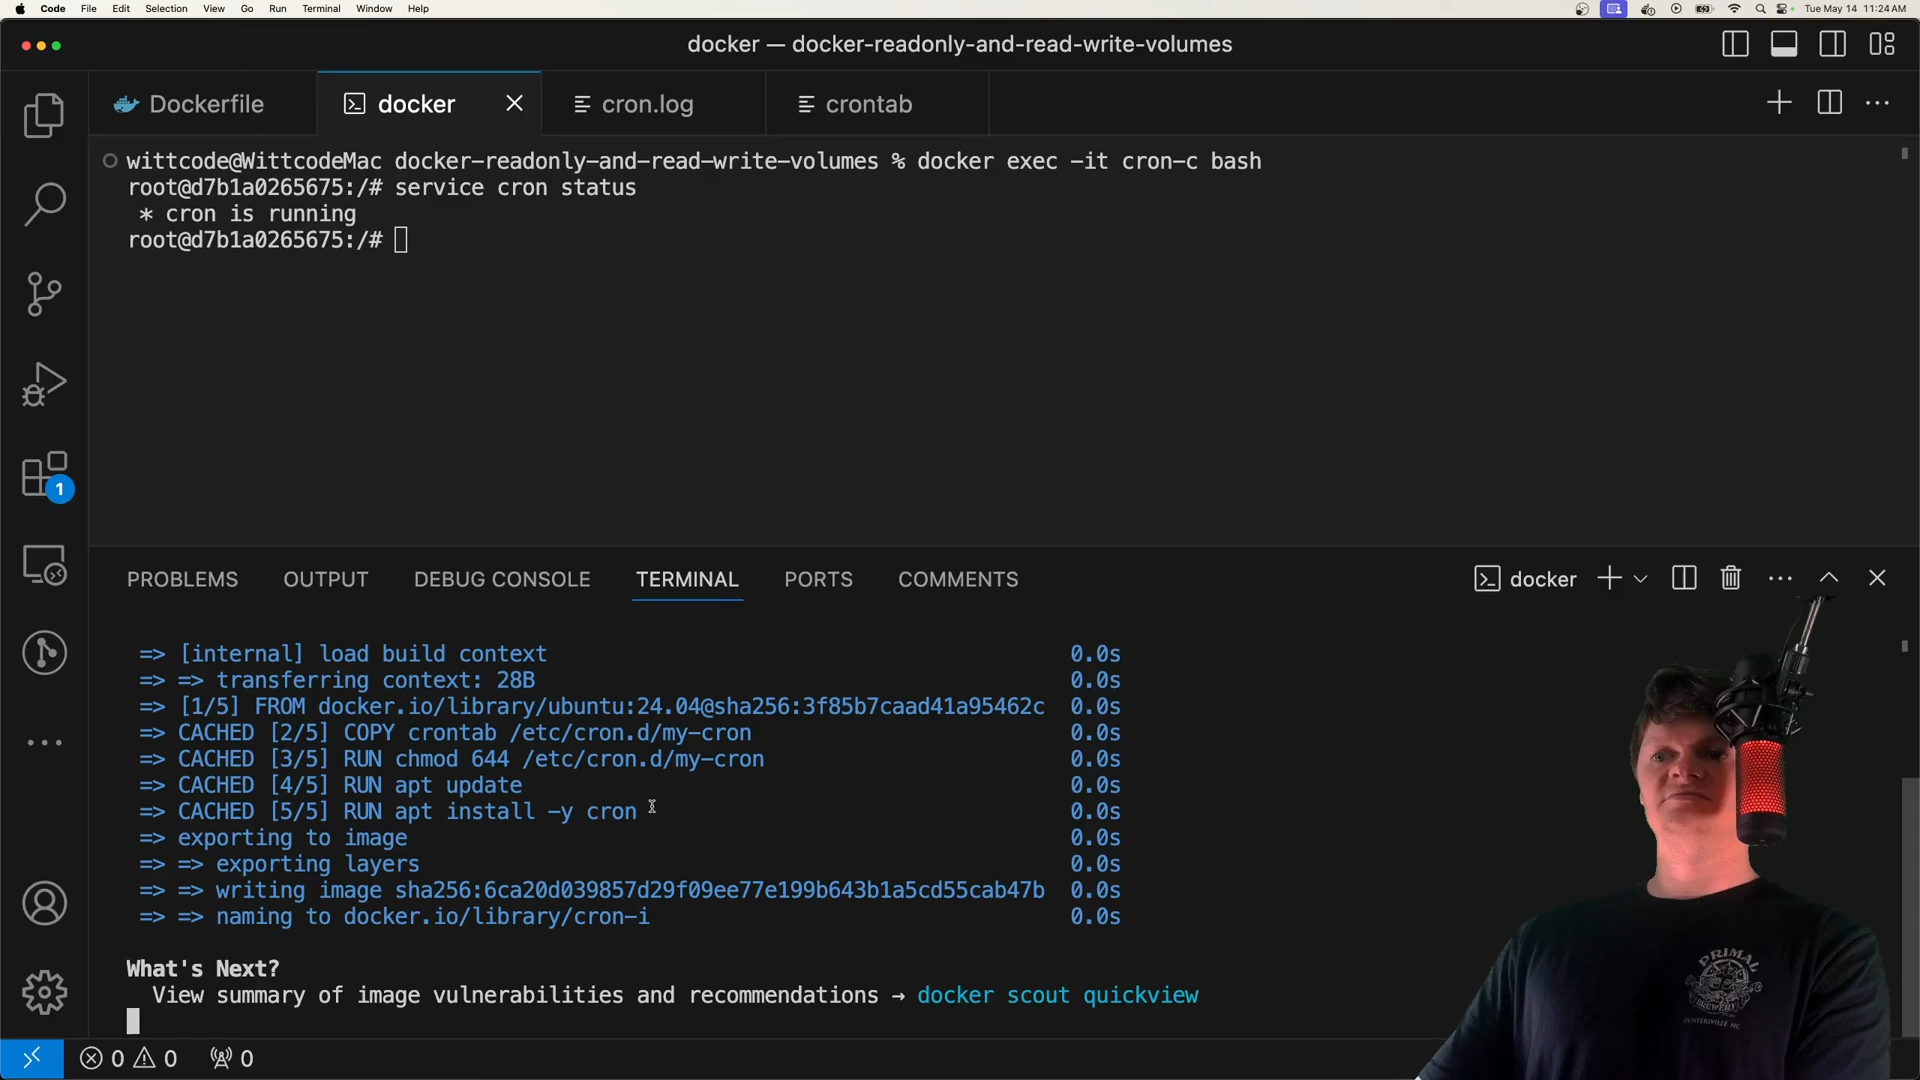 Code File Edit Selection View Go Run Terminal Window Help
Tue May 14 11:24 AM
docker — docker-readonly-and-read-write-volumes
Dockerfile
docker
cron.log
crontab
wittcode@WittcodeMac docker-readonly-and-read-write-volumes % docker exec -it cron-c bash
root@d7b1a0265675:/# service cron status
* cron is running
root@d7b1a0265675:/#
1
PROBLEMS OUTPUT DEBUG CONSOLE TERMINAL PORTS COMMENTS
docker
=> [internal] load build context 0.0s
=> => transferring context: 28B 0.0s
=> [1/5] FROM docker.io/library/ubuntu:24.04@sha256:3f85b7caad41a95462c 0.0s
=> CACHED [2/5] COPY crontab /etc/cron.d/my-cron 0.0s
=> CACHED [3/5] RUN chmod 644 /etc/cron.d/my-cron 0.0s
=> CACHED [4/5] RUN apt update 0.0s
=> CACHED [5/5] RUN apt install -y cron 0.0s
=> exporting to image 0.0s
=> => exporting layers 0.0s
=> => writing image sha256:6ca20d039857d29f09ee77e199b643b1a5cd55cab47b 0.0s
=> => naming to docker.io/library/cron-i 0.0s
What's Next?
View summary of image vulnerabilities and recommendations → docker scout quickview
PRIMAL
BREWERY
HUNTERSVILLE NC
0 0 0